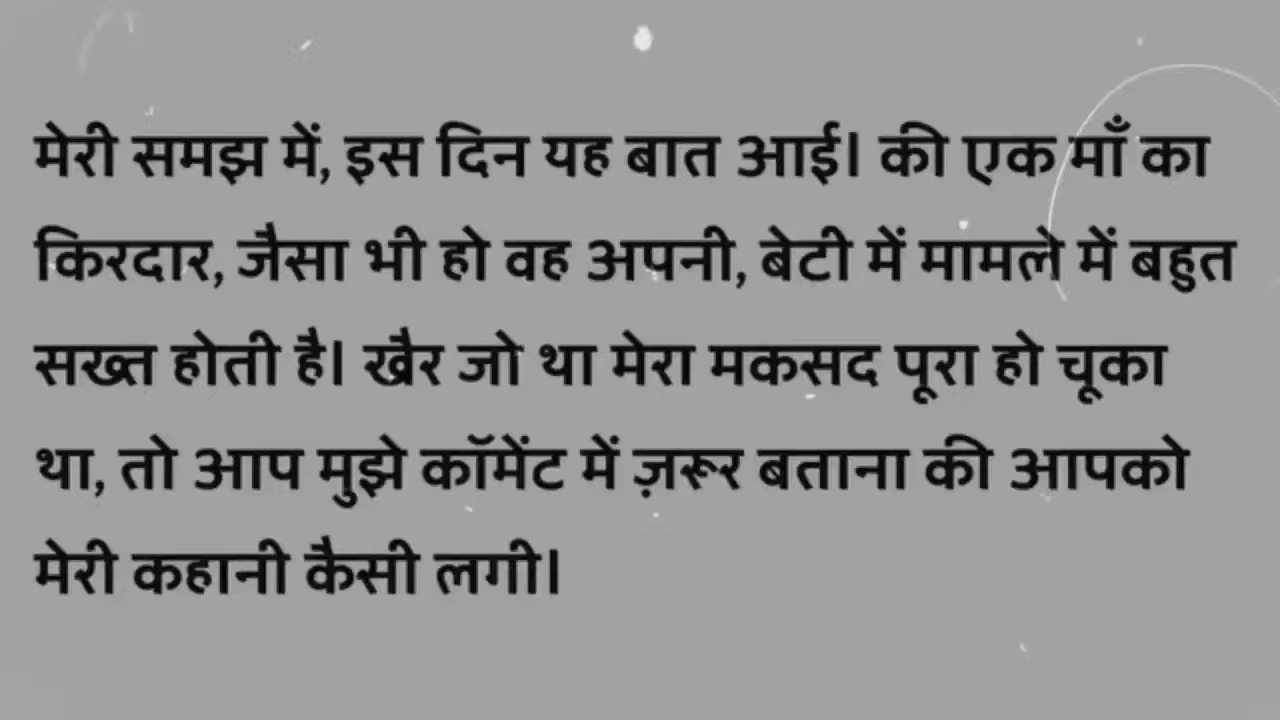 मेरी समझ में, इस दिन यह बात आई। की एक माँ का
किरदार, जैसा भी हो वह अपनी, बेटी में मामले में बहुत
सख्त होती है। खैर जो था मेरा मकसद पूरा हो चूका
था, तो आप मुझे कॉमेंट में ज़रूर बताना की आपको
मेरी कहानी कैसी लगी।